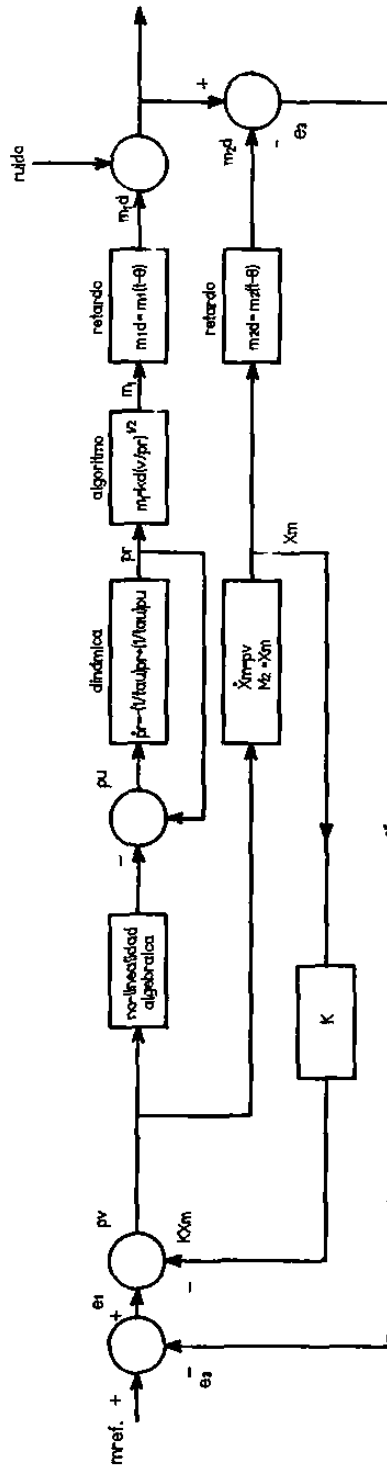 mref.
+
−
e₃
e₁
+
pv
KXm
−
no-linealidad
algebraica
−
pu
dinámica
ṗr=-(1/tau)pr+(1/tau)pu
pr
algoritmo
m₁=kd(v/pr)^1/2
m₁
retardo
m₁d= m₁(t-θ)
m₁d
ruido
K
Ẋm=pv
M₂ =Xm
Xm
retardo
m₂d= m₂(t-θ)
m₂d
+
−
e₃